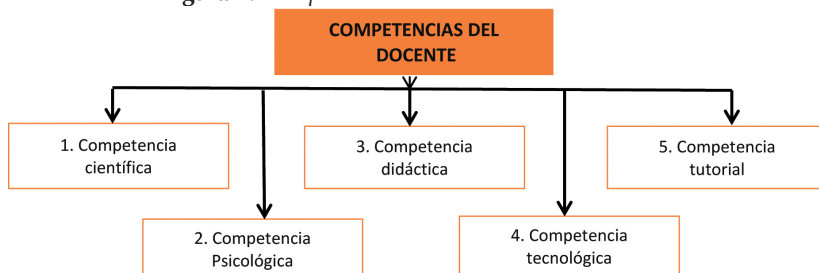 COMPETENCIAS DEL
DOCENTE
1. Competencia
científica
2. Competencia
Psicológica
3. Competencia
didáctica
4. Competencia
tecnológica
5. Competencia
tutorial